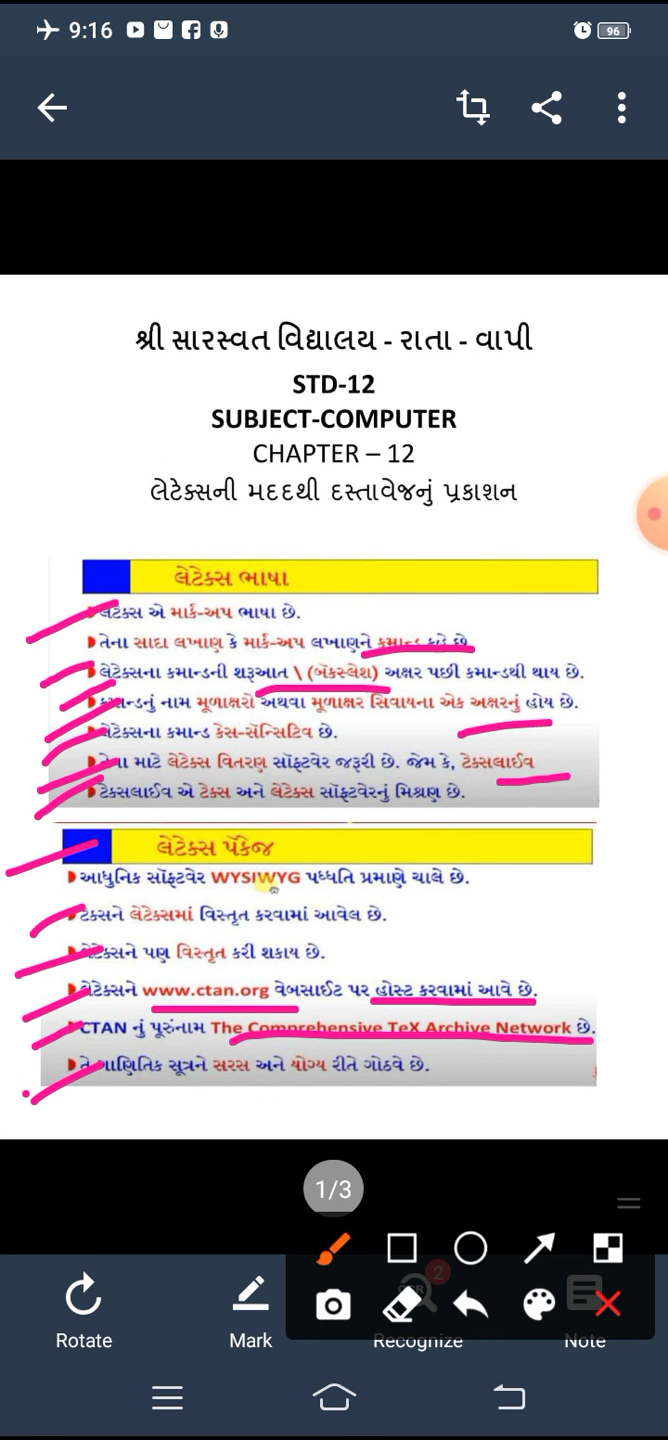 9:16
96
શ્રી સારસ્વત વિદ્યાલય - રાતા - વાપી
STD-12
SUBJECT-COMPUTER
CHAPTER – 12
લેટેક્સની મદદથી દસ્તાવેજનું પ્રકાશન
લેટેક્સ ભાષા
લેટેક્સ એ માર્ક-અપ ભાષા છે.
તેના સાદા લખાણ કે માર્ક-અપ લખાણને કમાન્ડ કહે છે.
લેટેક્સના કમાન્ડની શરૂઆત \ (બૅકસ્લેશ) અક્ષર પછી કમાન્ડથી થાય છે.
કમાન્ડનું નામ મૂળાક્ષરો અથવા મૂળાક્ષર સિવાયના એક અક્ષરનું હોય છે.
લેટેક્સના કમાન્ડ કેસ-સૅન્સિટિવ છે.
તેના માટે લેટેક્સ વિતરણ સૉફ્ટવેર જરૂરી છે. જેમ કે, ટેક્સલાઈવ
ટેક્સલાઈવ એ ટેક્સ અને લેટેક્સ સૉફ્ટવેરનું મિશ્રણ છે.
લેટેક્સ પૅકેજ
આધુનિક સૉફ્ટવેર WYSIWYG પધ્ધતિ પ્રમાણે ચાલે છે.
ટેક્સને લેટેક્સમાં વિસ્તૃત કરવામાં આવેલ છે.
લેટેક્સને પણ વિસ્તૃત કરી શકાય છે.
લેટેક્સને www.ctan.org વેબસાઈટ પર હોસ્ટ કરવામાં આવે છે.
CTAN નું પૂરુંનામ The Comprehensive TeX Archive Network છે.
તે ગાણિતિક સૂત્રને સરસ અને યોગ્ય રીતે ગોઠવે છે.
1/3
2
Rotate Mark Recognize Note